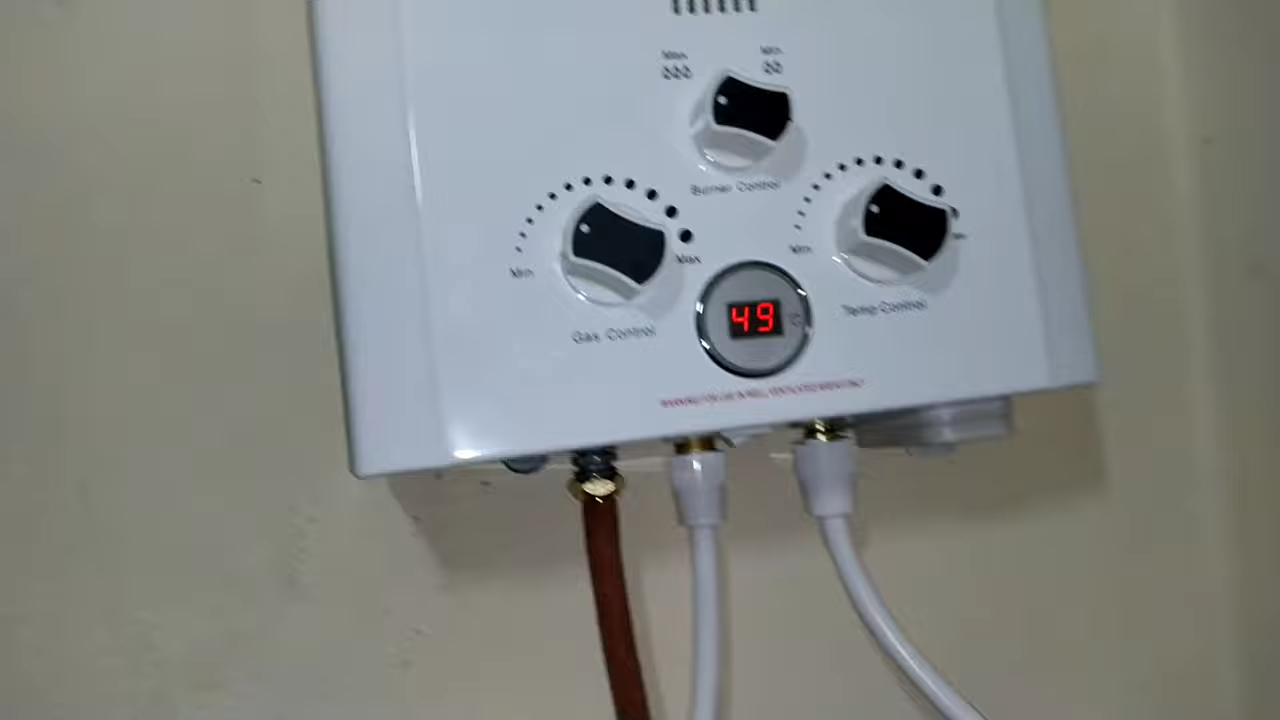 Max
Min
Burner Control
Min
Max
Min
Gas Control
Temp Control
49
°C